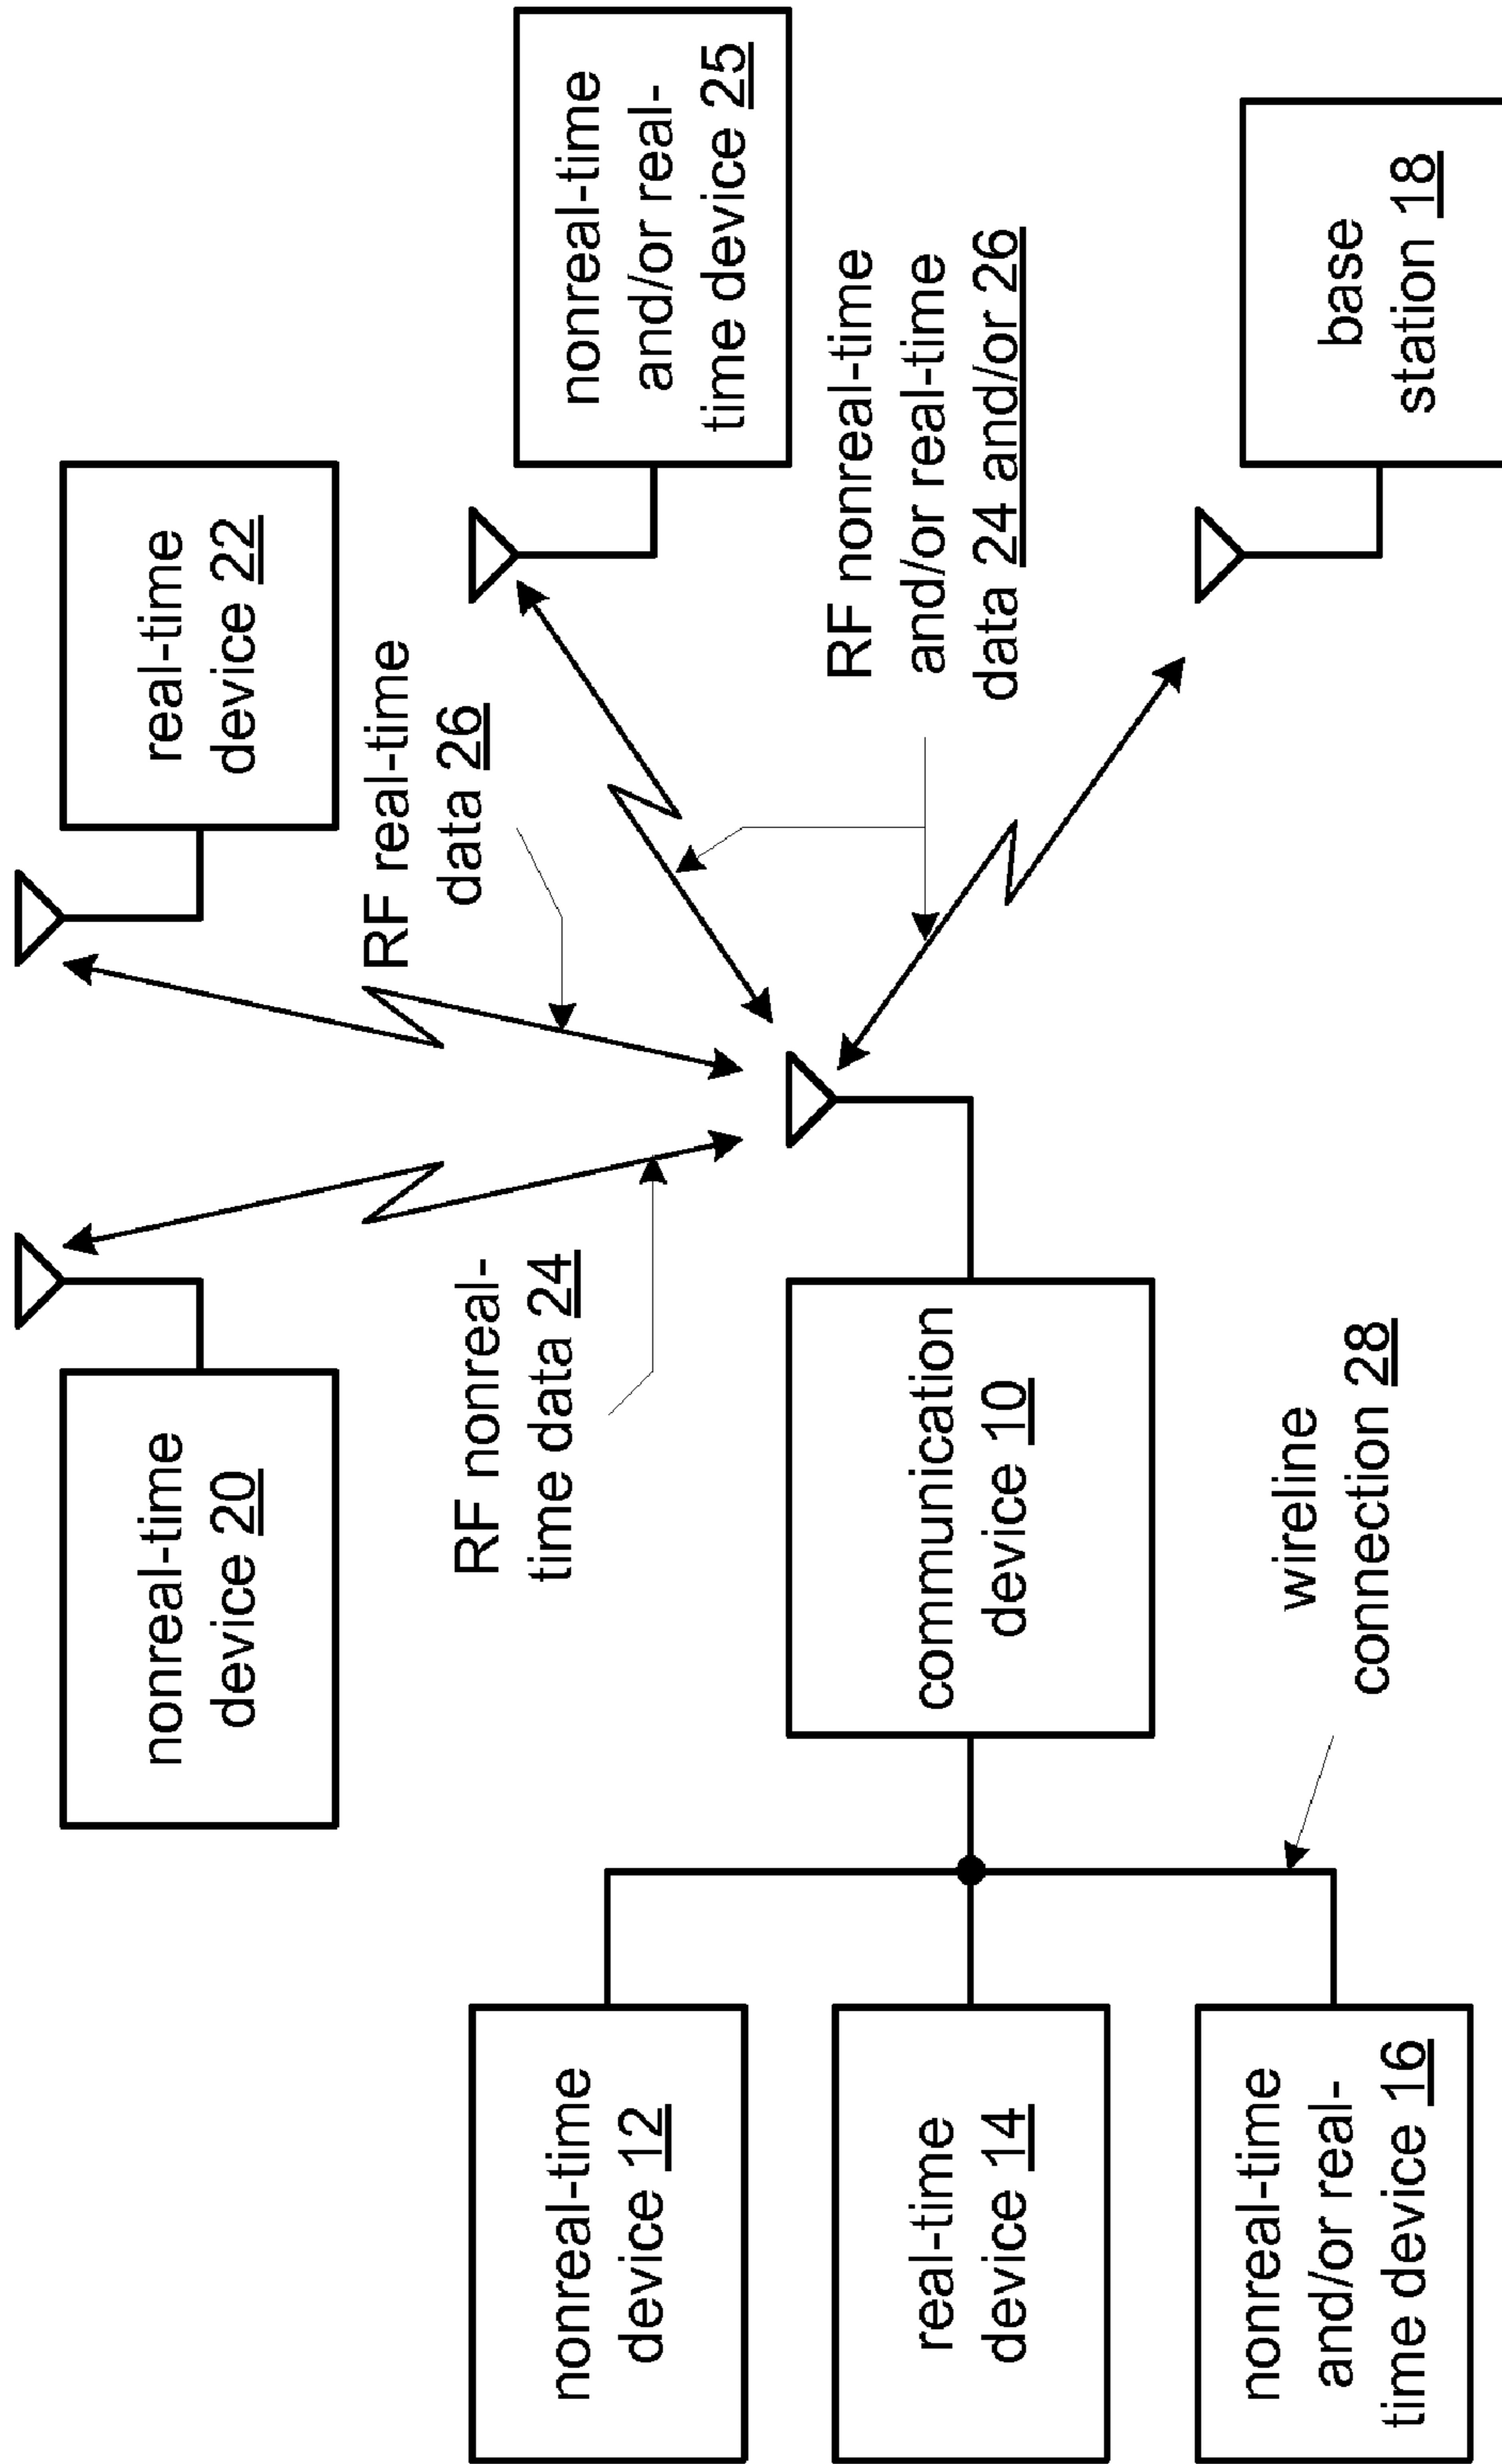 nonreal-time
device 20
real-time
device 22
RF real-time
data 26
RF nonreal-
time data 24
nonreal-time
and/or real-
time device 25
nonreal-time
device 12
communication
device 10
RF nonreal-time
and/or real-time
data 24 and/or 26
real-time
device 14
wireline
connection 28
nonreal-time
and/or real-
time device 16
base
station 18